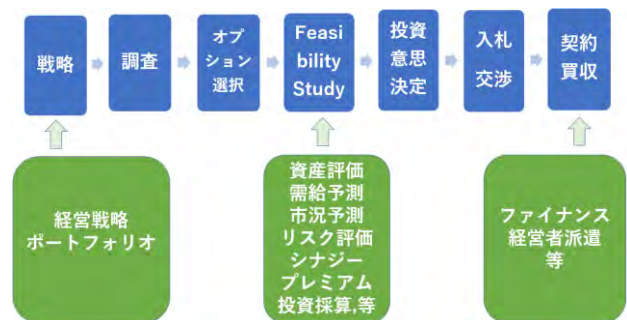 戦略
調査
オプ
ション
選択
Feasi
bility
Study
投資
意思
決定
入札
交渉
契約
買収
経営戦略
ポートフォリオ
資産評価
需給予測
市況予測
リスク評価
シナジー
プレミアム
投資採算,等
ファイナンス
経営者派遣
等